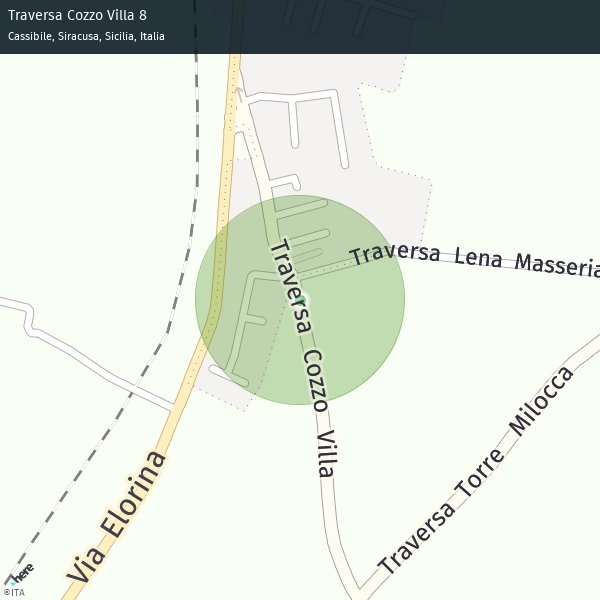 Traversa Cozzo Villa 8
Cassibile, Siracusa, Sicilia, Italia
Traversa Lena Masseria
Traversa Cozzo Villa
Traversa Torre Milocca
Via Elorina
here
©ITA